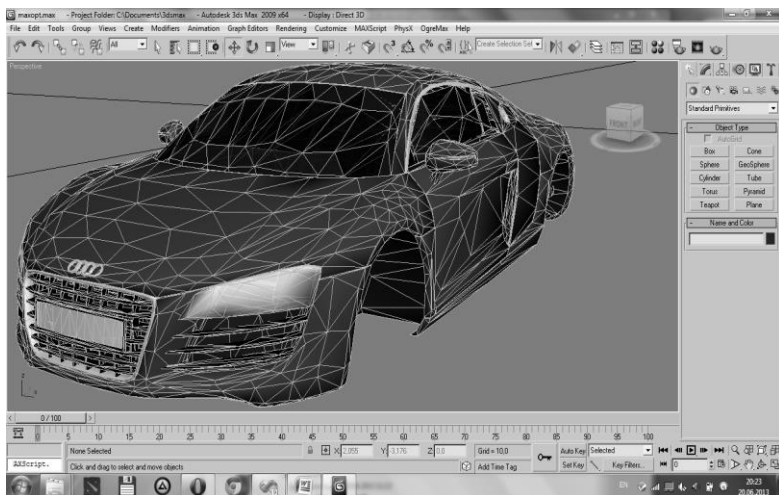 maxopt.max - Project Folder: C:\Documents\3dsmax - Autodesk 3ds Max 2009 x64 - Display : Direct 3D
File Edit Tools Group Views Create Modifiers Animation Graph Editors Rendering Customize MAXScript PhysX OgreMax Help
All View Create Selection Set
Perspective
FRONT
Standard Primitives
- Object Type
AutoGrid
Box Cone
Sphere GeoSphere
Cylinder Tube
Torus Pyramid
Teapot Plane
- Name and Color
z
x
< 0 / 100 >
0 5 10 15 20 25 30 35 40 45 50 55 60 65 70 75 80 85 90 95 100
None Selected X: 2,055 Y: -3,176 Z: 0,0 Grid = 10,0 Auto Key Selected
AXScript. Click and drag to select and move objects Add Time Tag Set Key Key Filters... 0
EN 20:23
20.06.2013